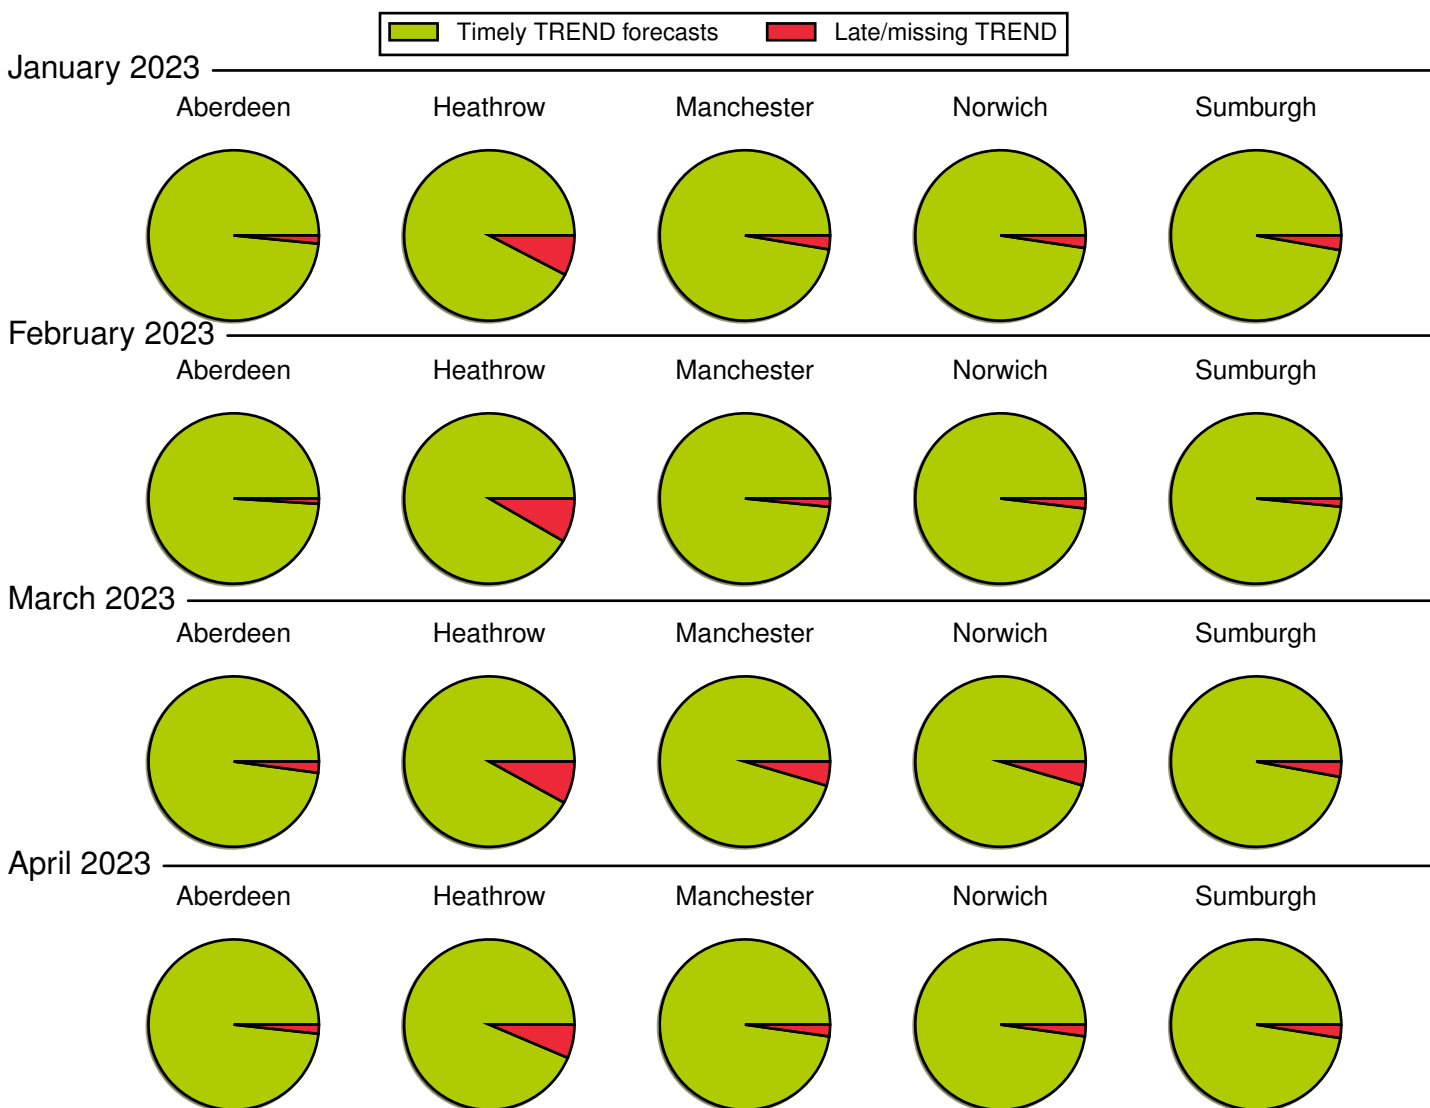 Timely TREND forecasts Late/missing TREND
January 2023
Aberdeen Heathrow Manchester Norwich Sumburgh
February 2023
Aberdeen Heathrow Manchester Norwich Sumburgh
March 2023
Aberdeen Heathrow Manchester Norwich Sumburgh
April 2023
Aberdeen Heathrow Manchester Norwich Sumburgh